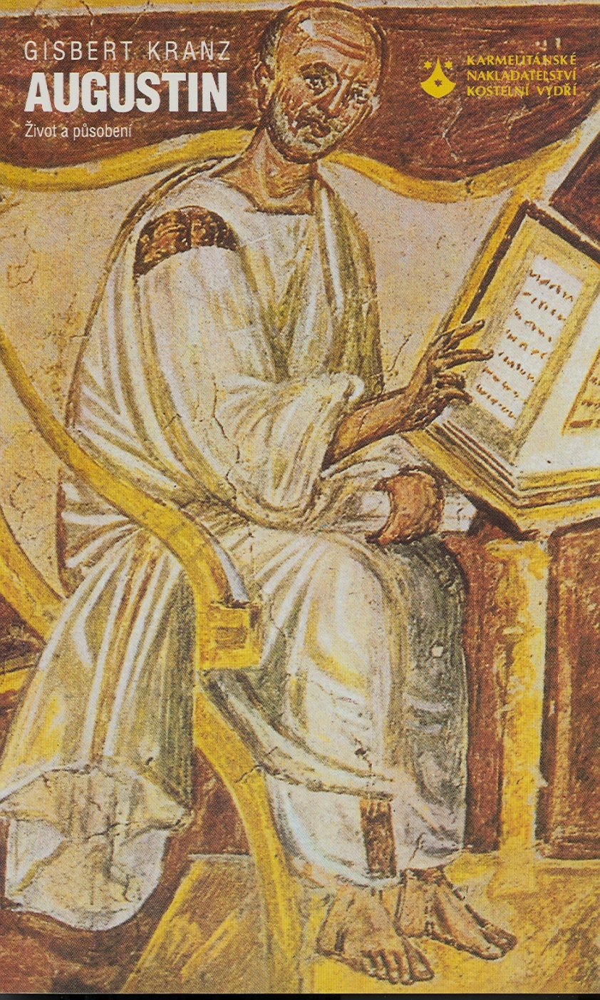 GISBERT KRANZ
AUGUSTIN
Život a působení
KARMELITÁNSKÉ
NAKLADATELSTVÍ
KOSTELNÍ VYDŘÍ